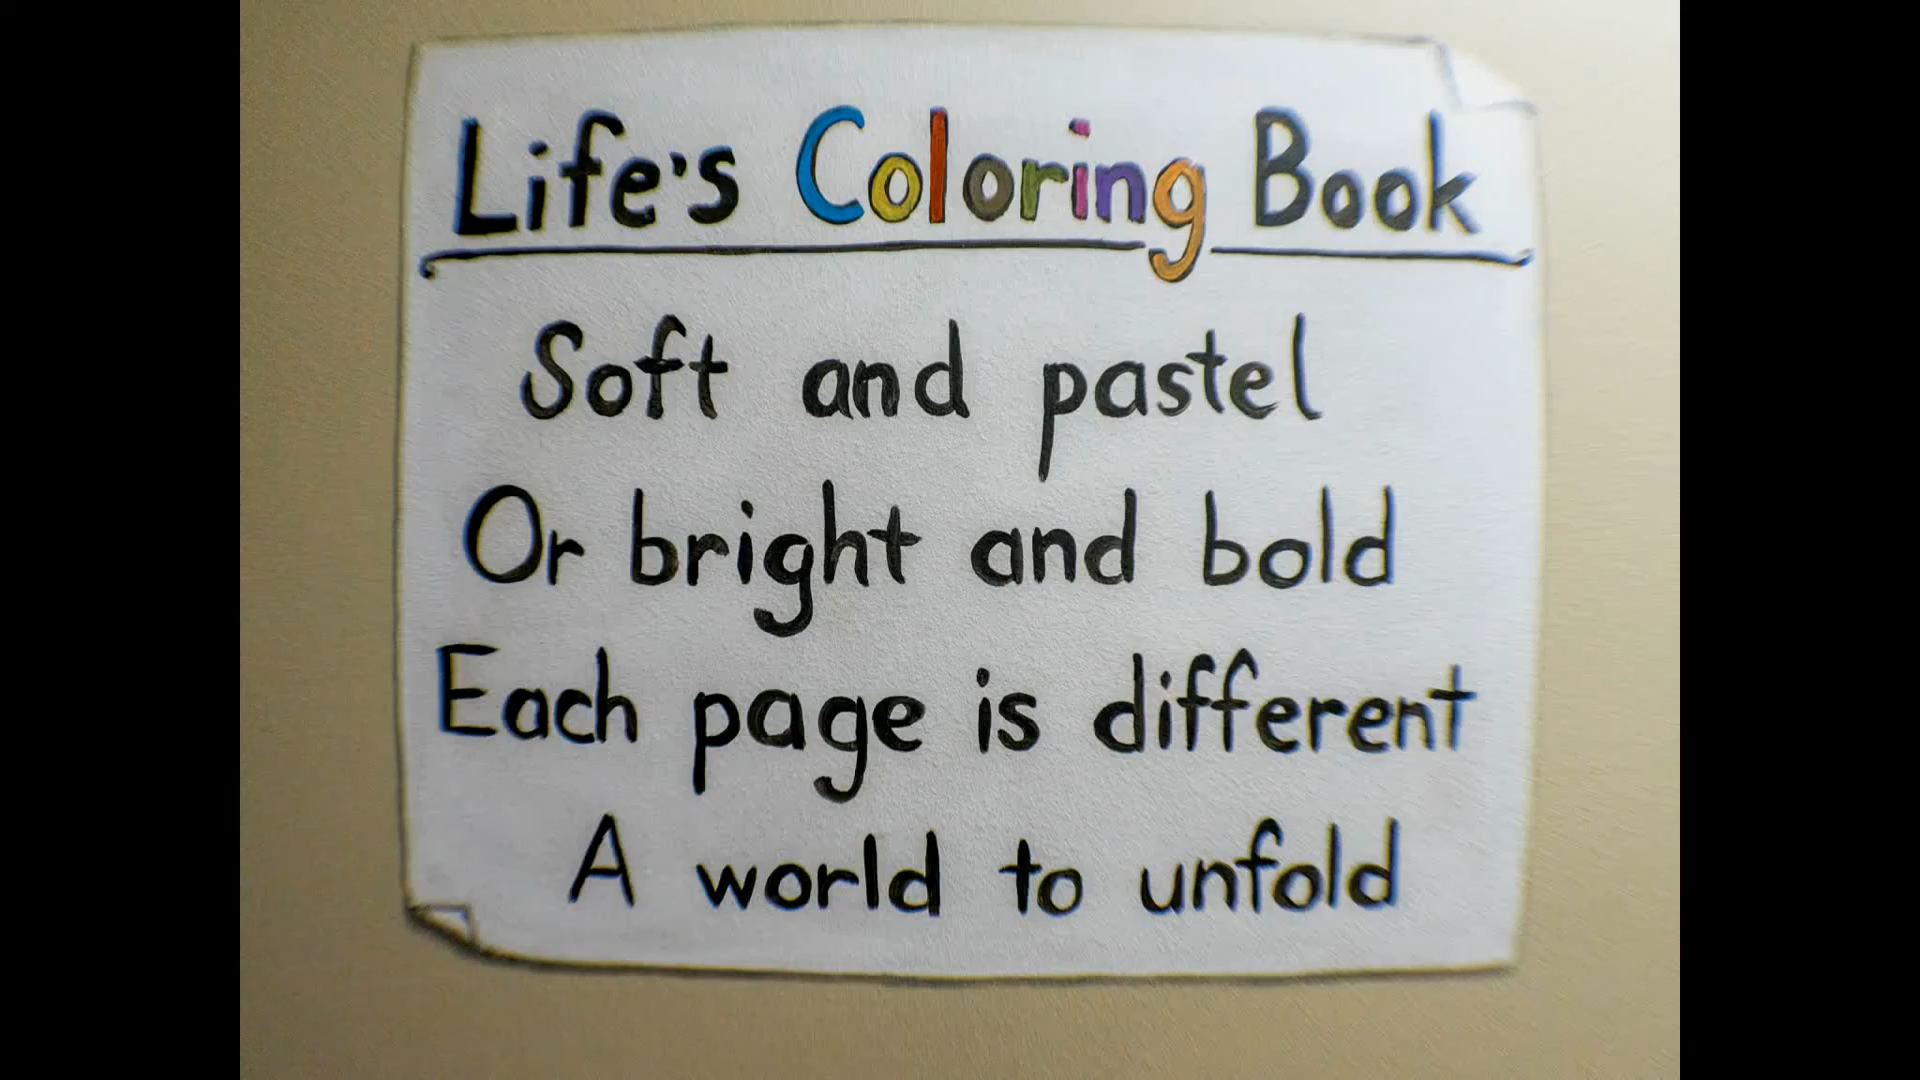 Life's Coloring Book
Soft and pastel
Or bright and bold
Each page is different
A world to unfold